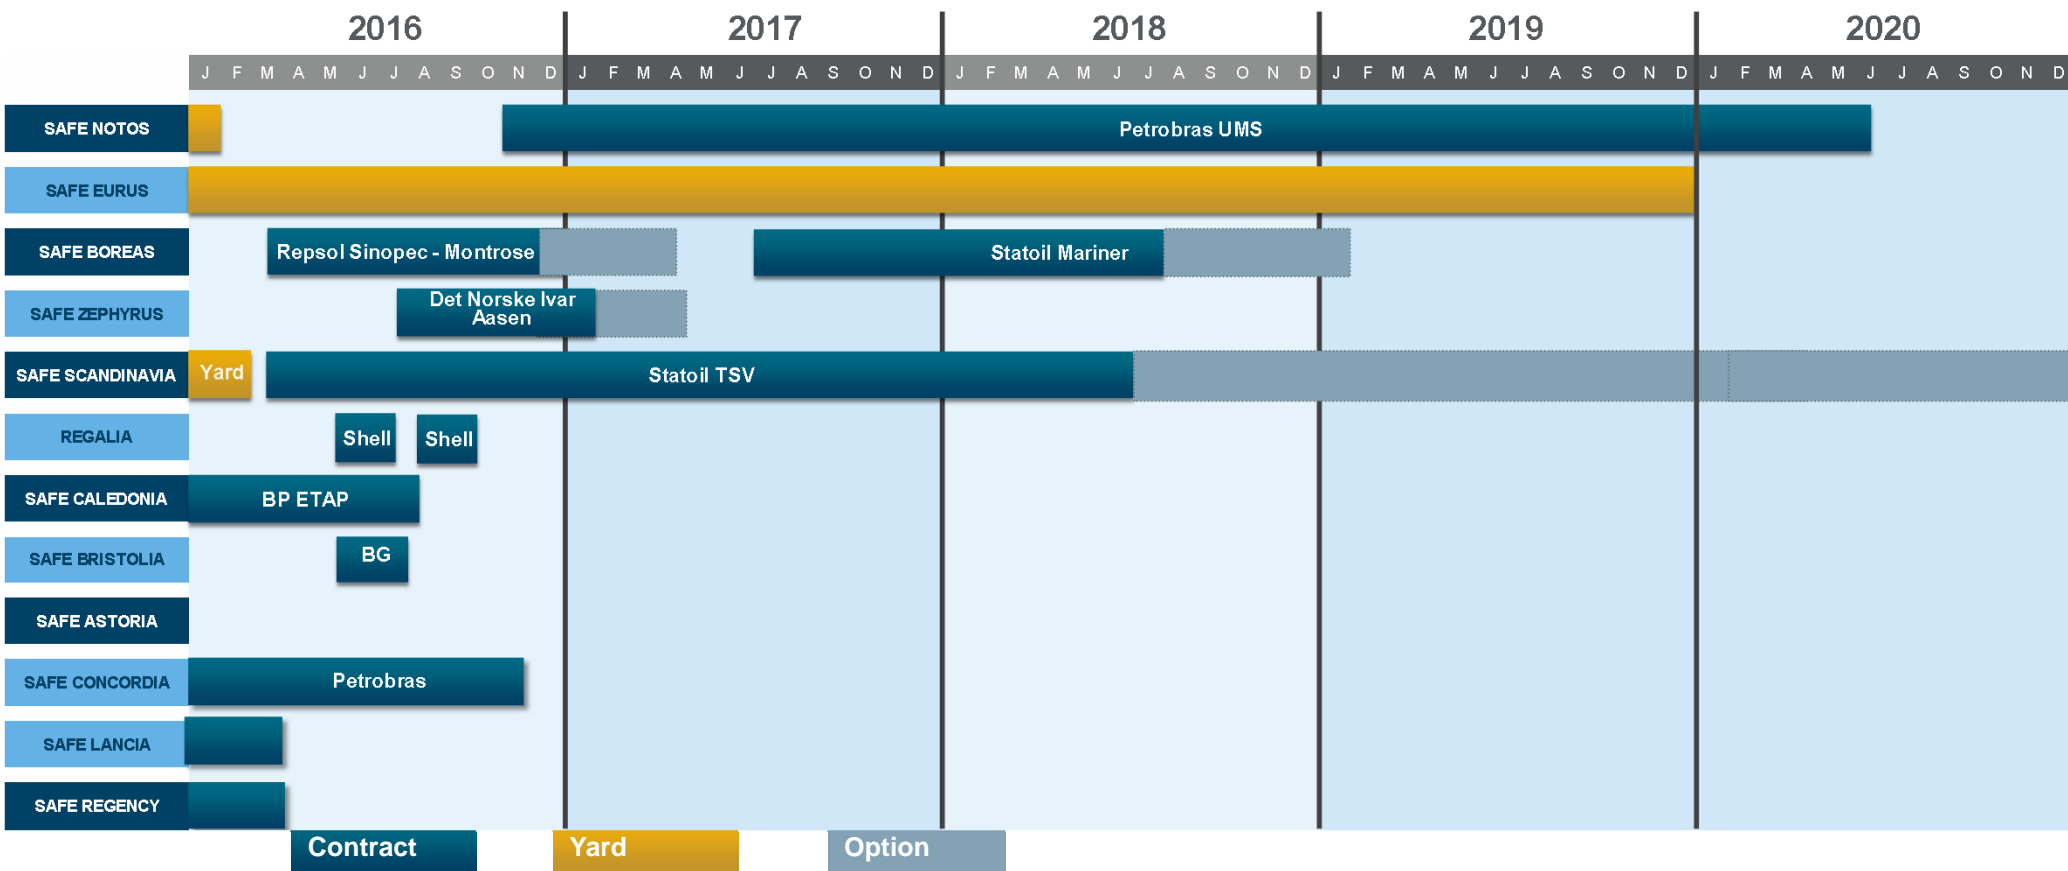 2016 2017 2018 2019 2020
J F M A M J J A S O N D J F M A M J J A S O N D J F M A M J J A S O N D J F M A M J J A S O N D J F M A M J J A S O N D
SAFE NOTOS Petrobras UMS
SAFE EURUS
SAFE BOREAS Repsol Sinopec - Montrose Statoil Mariner
SAFE ZEPHYRUS Det Norske Ivar
Aasen
SAFE SCANDINAVIA Yard Statoil TSV
REGALIA Shell Shell
SAFE CALEDONIA BP ETAP
SAFE BRISTOLIA BG
SAFE ASTORIA
SAFE CONCORDIA Petrobras
SAFE LANCIA
SAFE REGENCY
Contract Yard Option